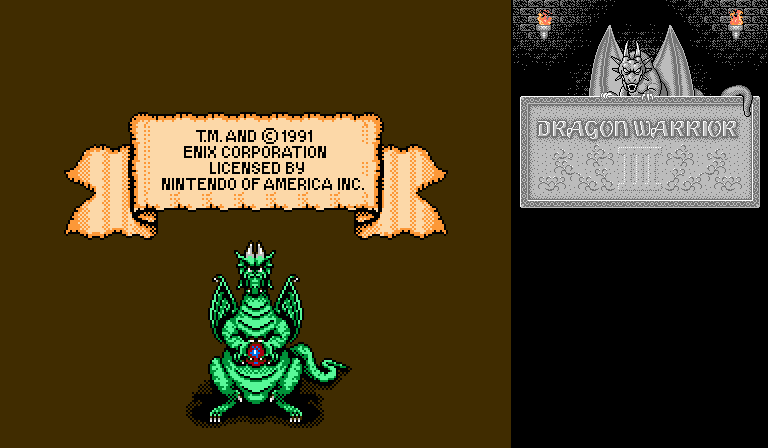 T.M. AND © 1991
ENIX CORPORATION
LICENSED BY
NINTENDO OF AMERICA INC.
DRAGON WARRIOR
III